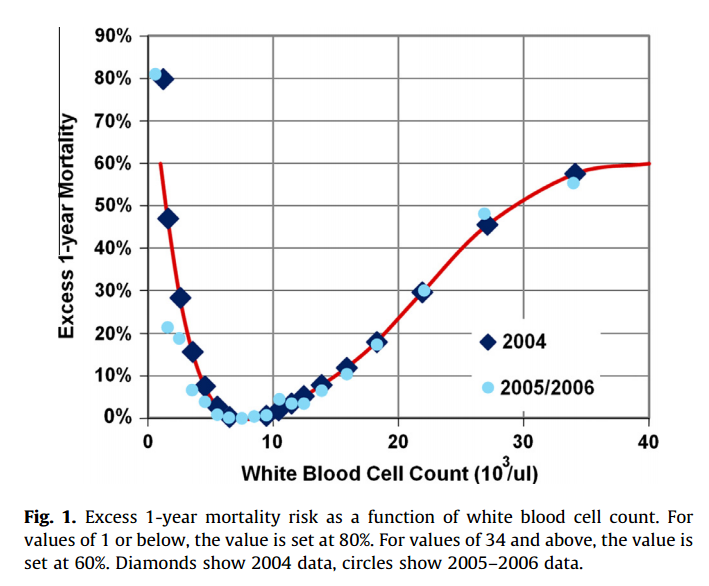 90%
80%
70%
60%
50%
40%
30%
20%
10%
0%
Excess 1-year Mortality
2004
2005/2006
0 10 20 30 40
White Blood Cell Count (10³/ul)
Fig. 1. Excess 1-year mortality risk as a function of white blood cell count. For
values of 1 or below, the value is set at 80%. For values of 34 and above, the value is
set at 60%. Diamonds show 2004 data, circles show 2005–2006 data.